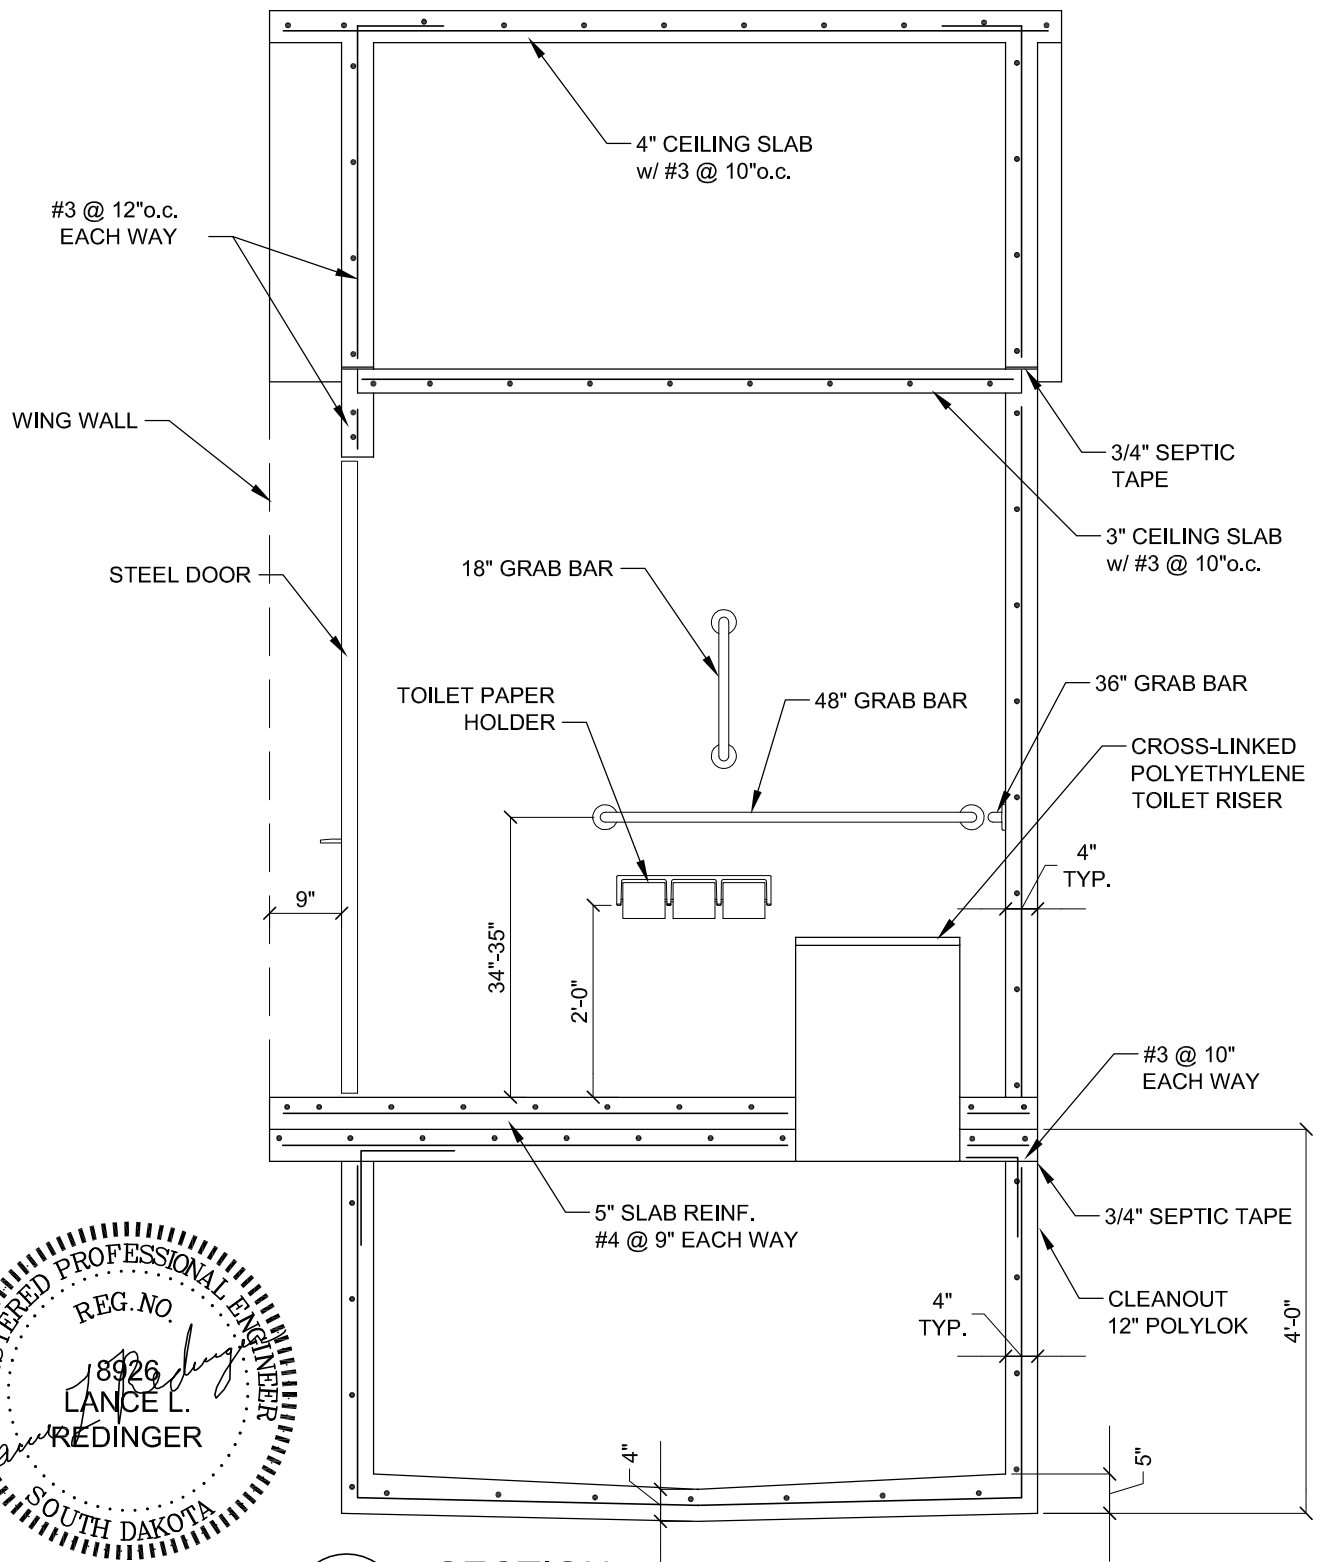 4" CEILING SLAB
w/ #3 @ 10"o.c.
#3 @ 12"o.c.
EACH WAY
WING WALL
3/4" SEPTIC
TAPE
3" CEILING SLAB
w/ #3 @ 10"o.c.
STEEL DOOR
18" GRAB BAR
TOILET PAPER
HOLDER
48" GRAB BAR
36" GRAB BAR
CROSS-LINKED
POLYETHYLENE
TOILET RISER
4"
TYP.
9"
34"-35"
2'-0"
#3 @ 10"
EACH WAY
5" SLAB REINF.
#4 @ 9" EACH WAY
3/4" SEPTIC TAPE
CLEANOUT
12" POLYLOK
4"
TYP.
4'-0"
4"
5"
PROFESSIONAL ENGINEER
REG. NO.
8926
LANCE L.
REDINGER
SOUTH DAKOTA